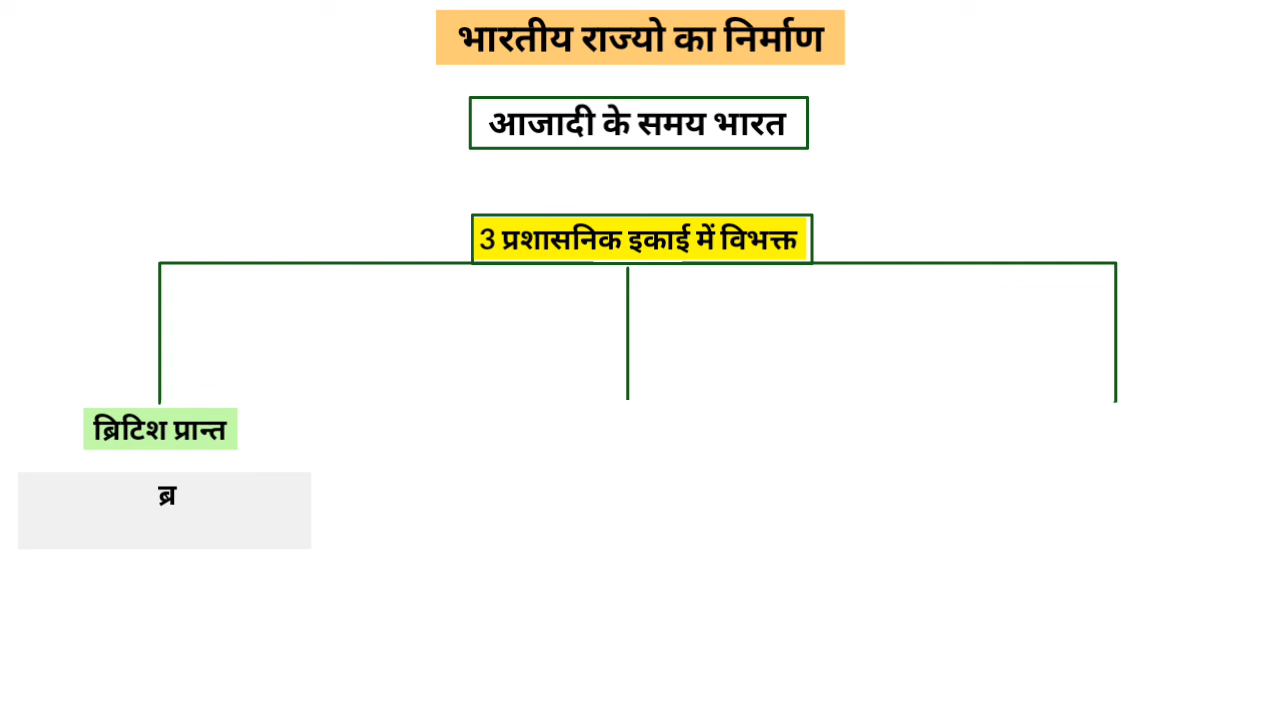 भारतीय राज्यो का निर्माण
आजादी के समय भारत
3 प्रशासनिक इकाई में विभक्त
ब्रिटिश प्रान्त
ब्र